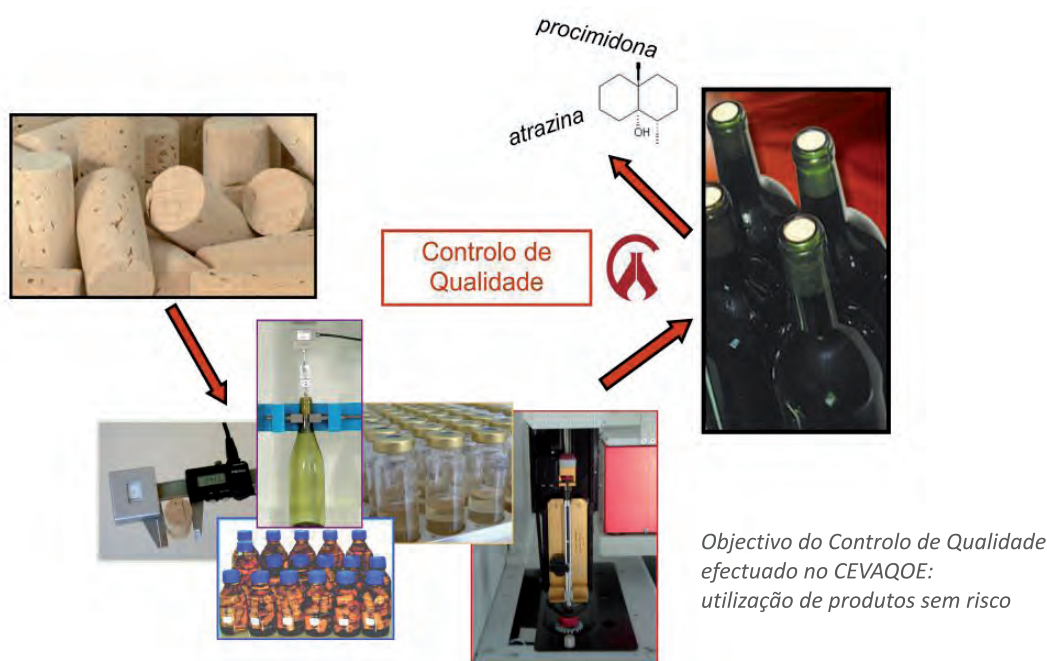 procimidona
atrazina
OH
Controlo de
Qualidade
Objectivo do Controlo de Qualidade
efectuado no CEVAQOE:
utilização de produtos sem risco